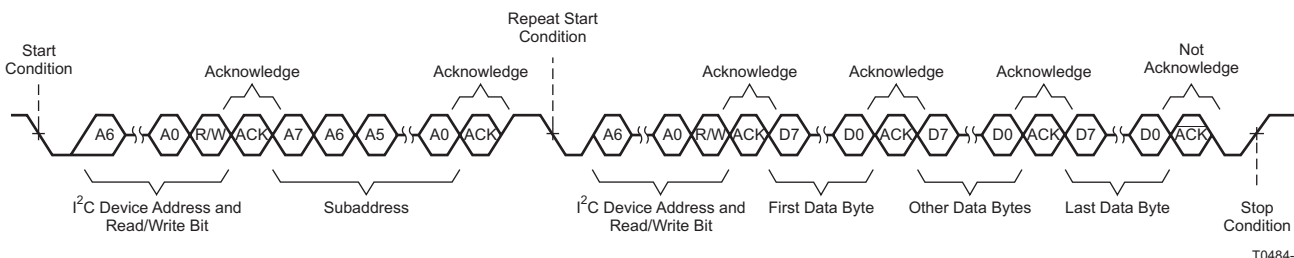 Repeat Start
Condition
Start
Condition
Not
Acknowledge
Acknowledge
Acknowledge
Acknowledge
Acknowledge
Acknowledge
A6 A0 R/W ACK A7 A6 A5 A0 ACK A6 A0 R/W ACK D7 D0 ACK D7 D0 ACK D7 D0 ACK
I²C Device Address and
Read/Write Bit
Subaddress
I²C Device Address and
Read/Write Bit
First Data Byte
Other Data Bytes
Last Data Byte
Stop
Condition
T0484-